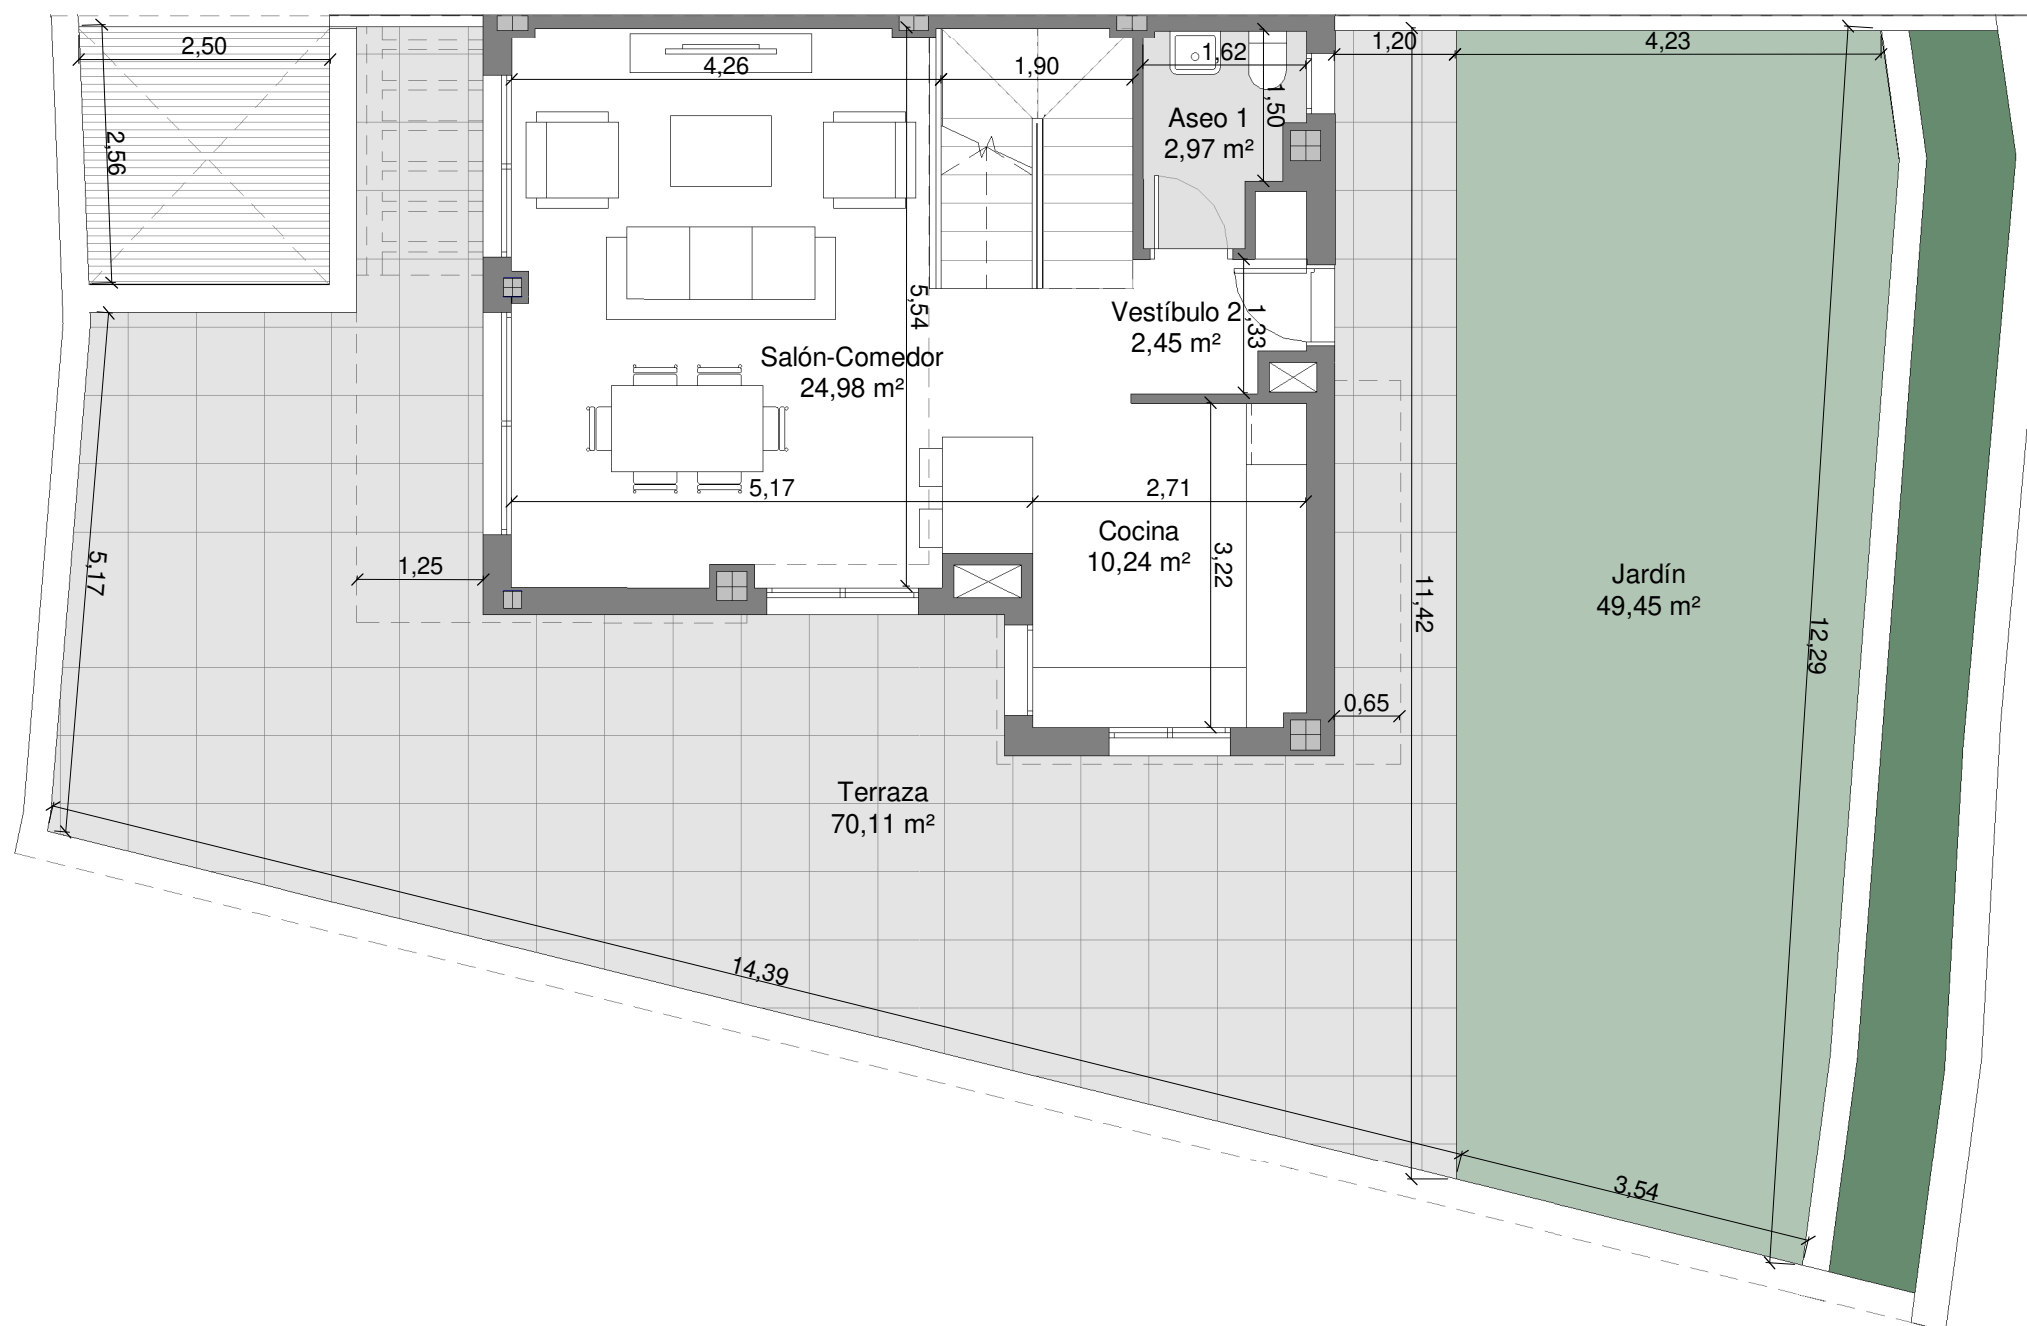 2,50
4,26
1,90
1,62
1,20
4,23
2,56
1,50
Aseo 1
2,97 m²
5,54
Vestíbulo 2
2,45 m²
1,33
Salón-Comedor
24,98 m²
5,17
2,71
Cocina
10,24 m²
3,22
1,25
5,17
11,42
Jardín
49,45 m²
12,29
0,65
Terraza
70,11 m²
14,39
3,54